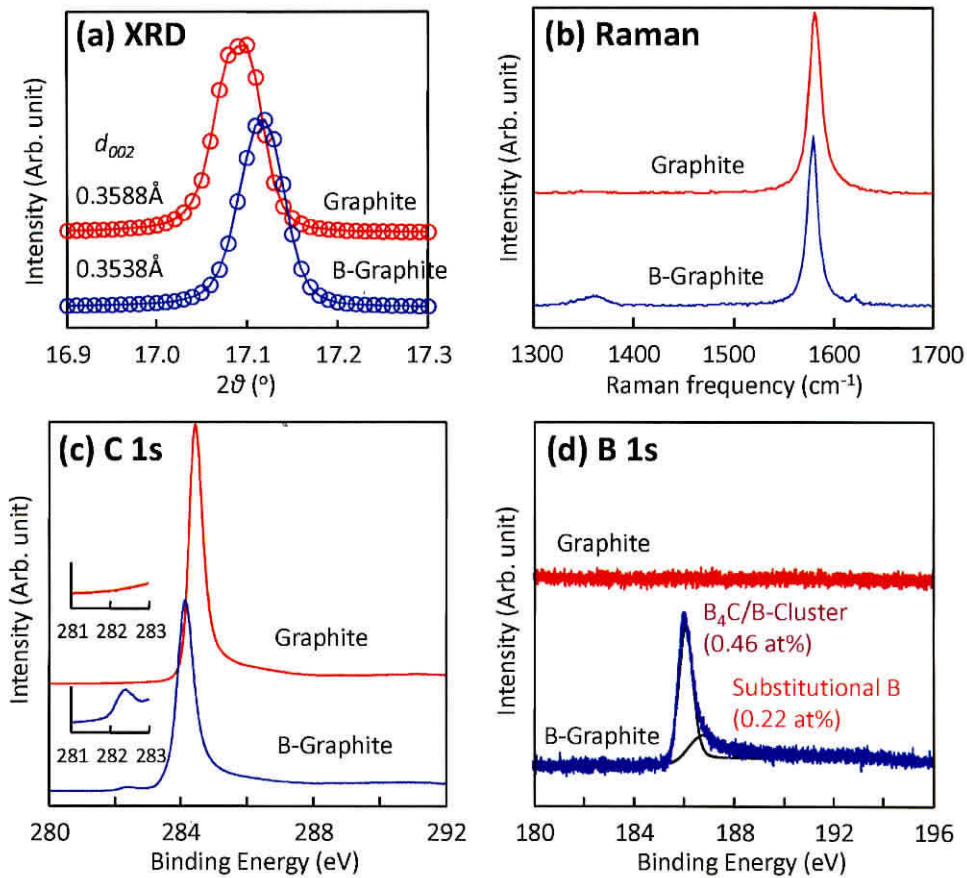 (a) XRD
Intensity (Arb. unit)
d002
0.3588Å
Graphite
0.3538Å
B-Graphite
16.9 17.0 17.1 17.2 17.3
2ϑ (°)
(b) Raman
Intensity (Arb. unit)
Graphite
B-Graphite
1300 1400 1500 1600 1700
Raman frequency (cm⁻¹)
(c) C 1s
Intensity (Arb. unit)
281 282 283
Graphite
281 282 283
B-Graphite
280 284 288 292
Binding Energy (eV)
(d) B 1s
Intensity (Arb. unit)
Graphite
B₄C/B-Cluster
(0.46 at%)
Substitutional B
(0.22 at%)
B-Graphite
180 184 188 192 196
Binding Energy (eV)